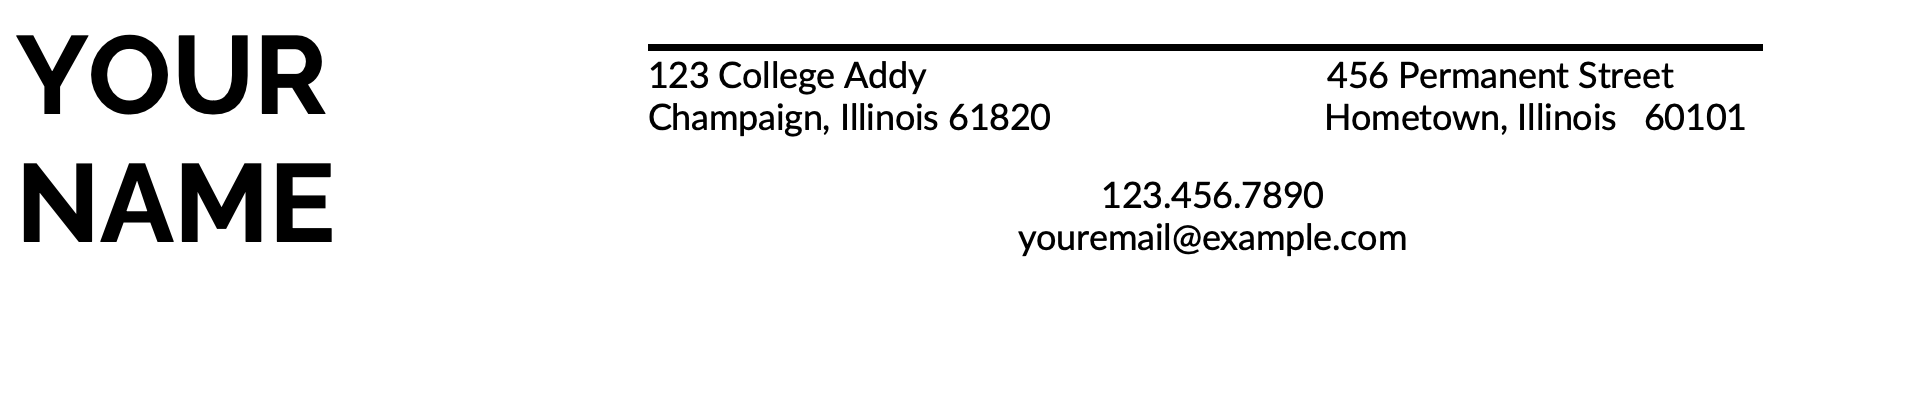 YOUR
NAME
123 College Addy
Champaign, Illinois 61820
456 Permanent Street
Hometown, Illinois   60101
123.456.7890
youremail@example.com